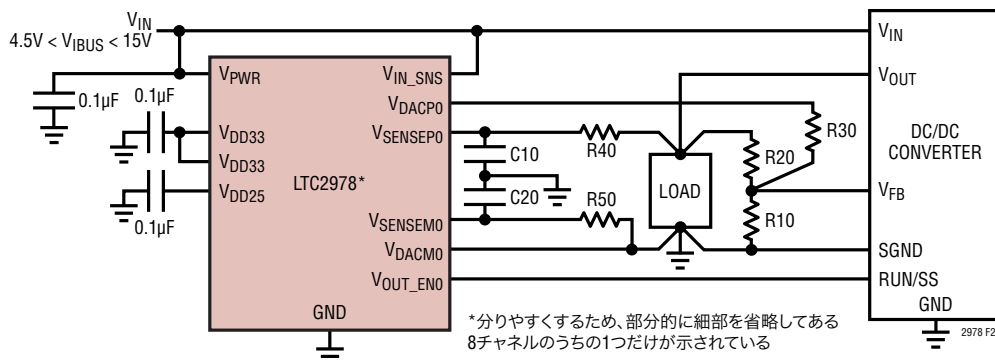 VIN
4.5V < VIBUS < 15V
0.1µF
0.1µF
0.1µF
VPWR
VDD33
VDD33
VDD25
LTC2978*
GND
VIN_SNS
VDACP0
VSENSEP0
VSENSEM0
VDACM0
VOUT_EN0
C10
C20
R40
R50
LOAD
R20
R30
R10
VIN
VOUT
DC/DC
CONVERTER
VFB
SGND
RUN/SS
GND
*分りやすくするため、部分的に細部を省略してある
8チャネルのうちの1つだけが示されている
2978 F2